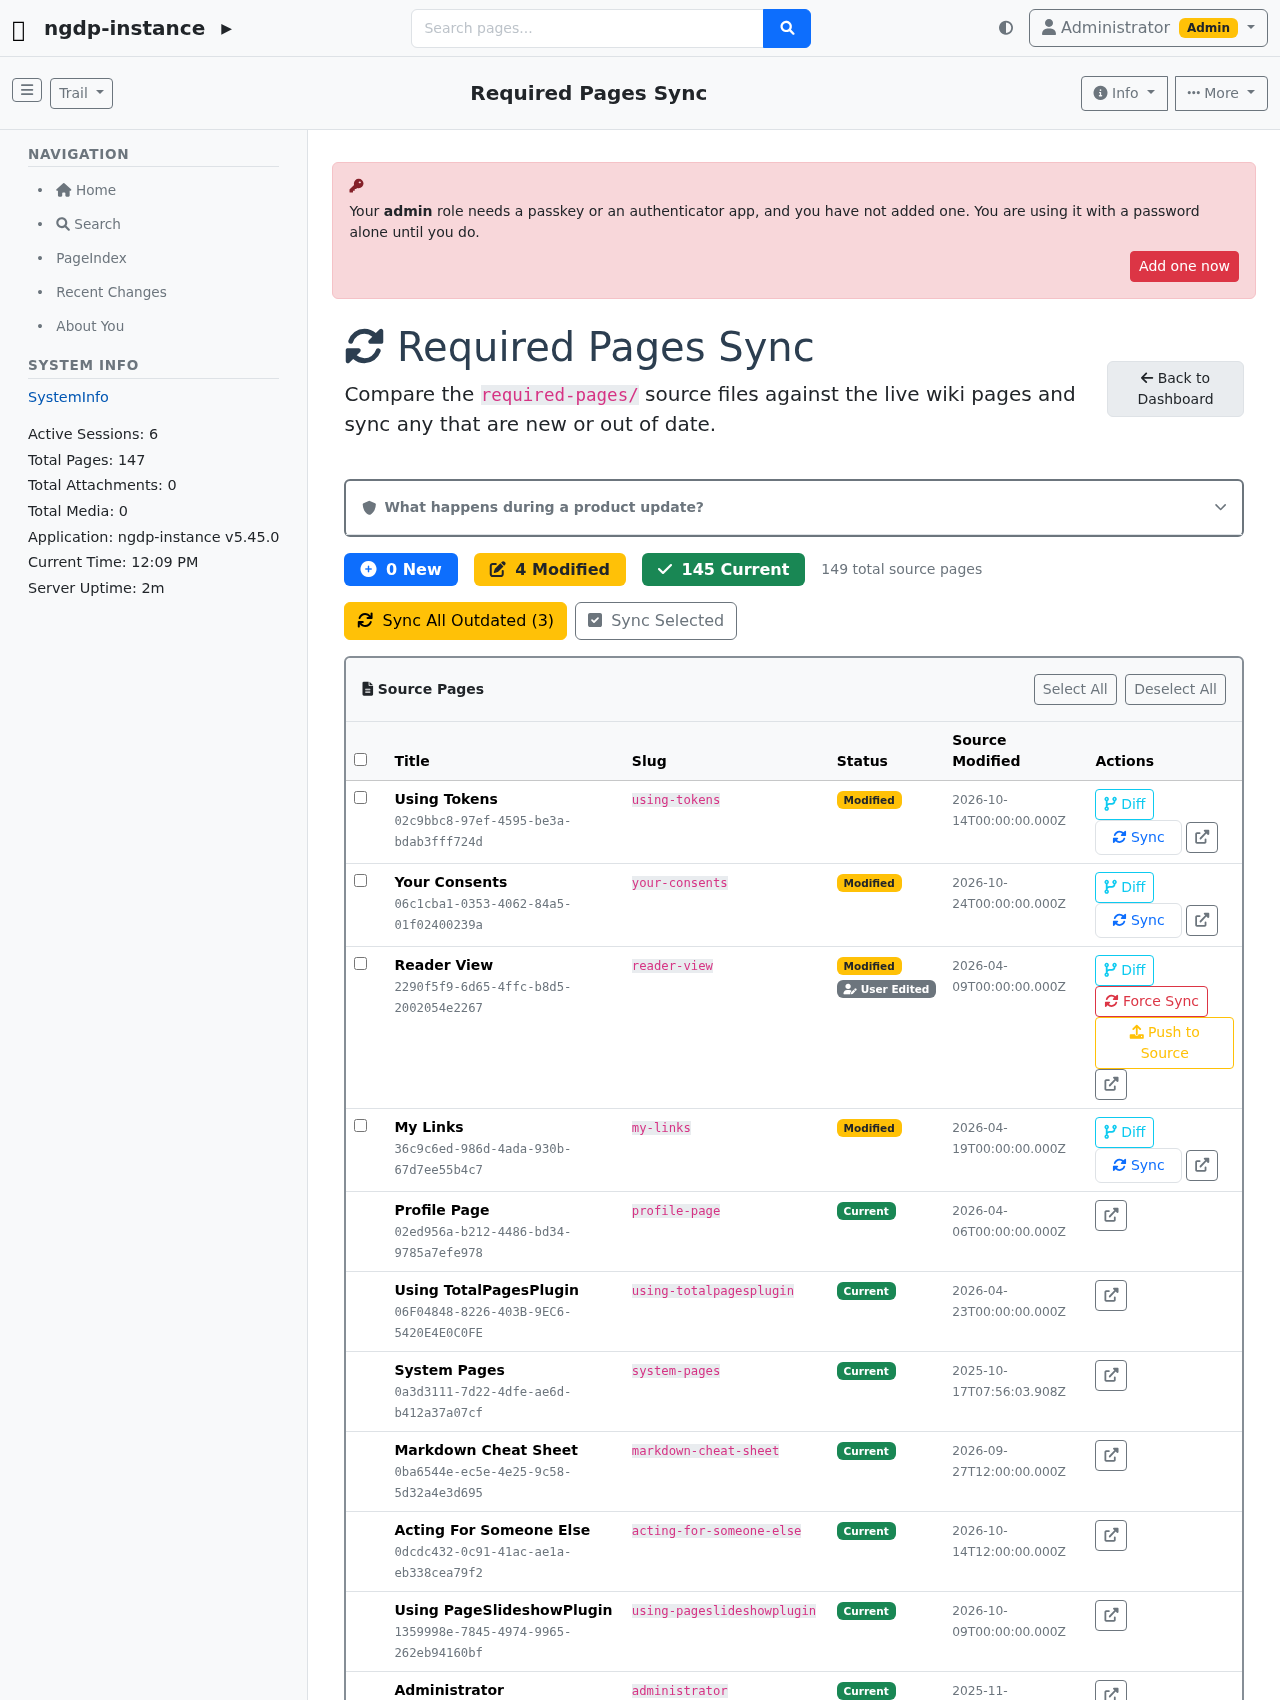 ngdp-instance ▶
Search pages...
Administrator Admin
Trail
Required Pages Sync
Info
More
NAVIGATION
• Home
• Search
• PageIndex
• Recent Changes
• About You
SYSTEM INFO
SystemInfo
Active Sessions: 6
Total Pages: 147
Total Attachments: 0
Total Media: 0
Application: ngdp-instance v5.45.0
Current Time: 12:09 PM
Server Uptime: 2m
Your admin role needs a passkey or an authenticator app, and you have not added one. You are using it with a password
alone until you do.
Add one now
Required Pages Sync
Compare the required-pages/ source files against the live wiki pages and
sync any that are new or out of date.
Back to
Dashboard
What happens during a product update?
0 New
4 Modified
145 Current
149 total source pages
Sync All Outdated (3)
Sync Selected
Source Pages
Select All
Deselect All
Title
Slug
Status
Source
Modified
Actions
Using Tokens
02c9bbc8-97ef-4595-be3a-
bdab3fff724d
using-tokens
Modified
2026-10-
14T00:00:00.000Z
Diff
Sync
Your Consents
06c1cba1-0353-4062-84a5-
01f02400239a
your-consents
Modified
2026-10-
24T00:00:00.000Z
Diff
Sync
Reader View
2290f5f9-6d65-4ffc-b8d5-
2002054e2267
reader-view
Modified
User Edited
2026-04-
09T00:00:00.000Z
Diff
Force Sync
Push to
Source
My Links
36c9c6ed-986d-4ada-930b-
67d7ee55b4c7
my-links
Modified
2026-04-
19T00:00:00.000Z
Diff
Sync
Profile Page
02ed956a-b212-4486-bd34-
9785a7efe978
profile-page
Current
2026-04-
06T00:00:00.000Z
Using TotalPagesPlugin
06F04848-8226-403B-9EC6-
5420E4E0C0FE
using-totalpagesplugin
Current
2026-04-
23T00:00:00.000Z
System Pages
0a3d3111-7d22-4dfe-ae6d-
b412a37a07cf
system-pages
Current
2025-10-
17T07:56:03.908Z
Markdown Cheat Sheet
0ba6544e-ec5e-4e25-9c58-
5d32a4e3d695
markdown-cheat-sheet
Current
2026-09-
27T12:00:00.000Z
Acting For Someone Else
0dcdc432-0c91-41ac-ae1a-
eb338cea79f2
acting-for-someone-else
Current
2026-10-
14T12:00:00.000Z
Using PageSlideshowPlugin
1359998e-7845-4974-9965-
262eb94160bf
using-pageslideshowplugin
Current
2026-10-
09T00:00:00.000Z
Administrator
administrator
Current
2025-11-